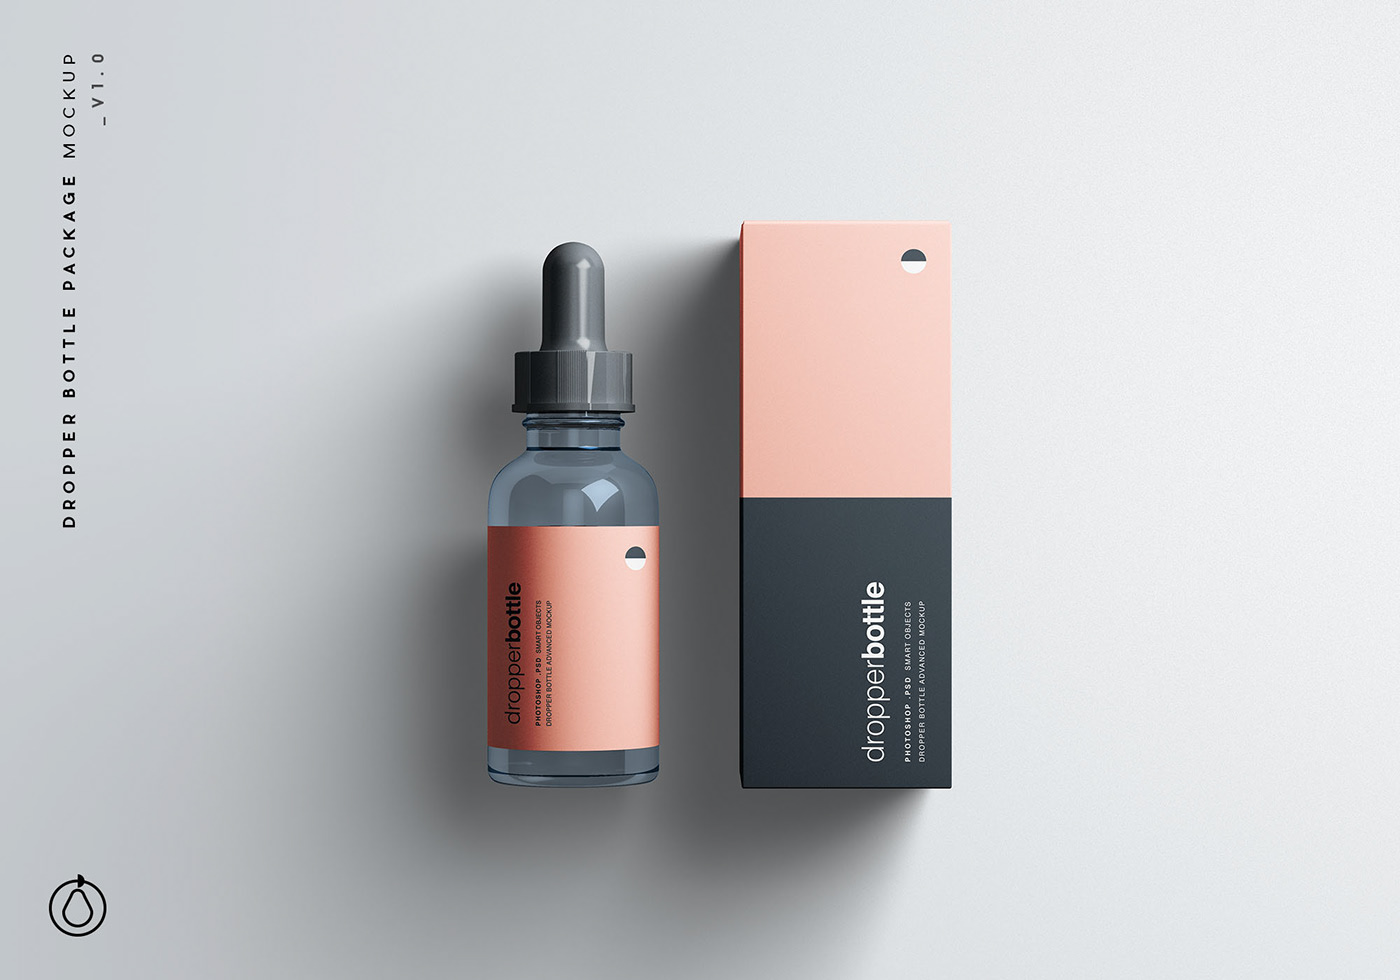 DROPPER BOTTLE PACKAGE MOCKUP
_V1.0
dropperbottle
PHOTOSHOP .PSD SMART OBJECTS
DROPPER BOTTLE ADVANCED MOCKUP
dropperbottle
PHOTOSHOP .PSD SMART OBJECTS
DROPPER BOTTLE ADVANCED MOCKUP